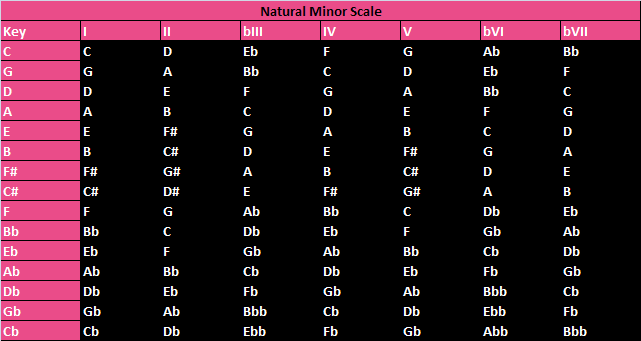 Natural Minor Scale
Key I II bIII IV V bVI bVII
C C D Eb F G Ab Bb
G G A Bb C D Eb F
D D E F G A Bb C
A A B C D E F G
E E F# G A B C D
B B C# D E F# G A
F# F# G# A B C# D E
C# C# D# E F# G# A B
F F G Ab Bb C Db Eb
Bb Bb C Db Eb F Gb Ab
Eb Eb F Gb Ab Bb Cb Db
Ab Ab Bb Cb Db Eb Fb Gb
Db Db Eb Fb Gb Ab Bbb Cb
Gb Gb Ab Bbb Cb Db Ebb Fb
Cb Cb Db Ebb Fb Gb Abb Bbb